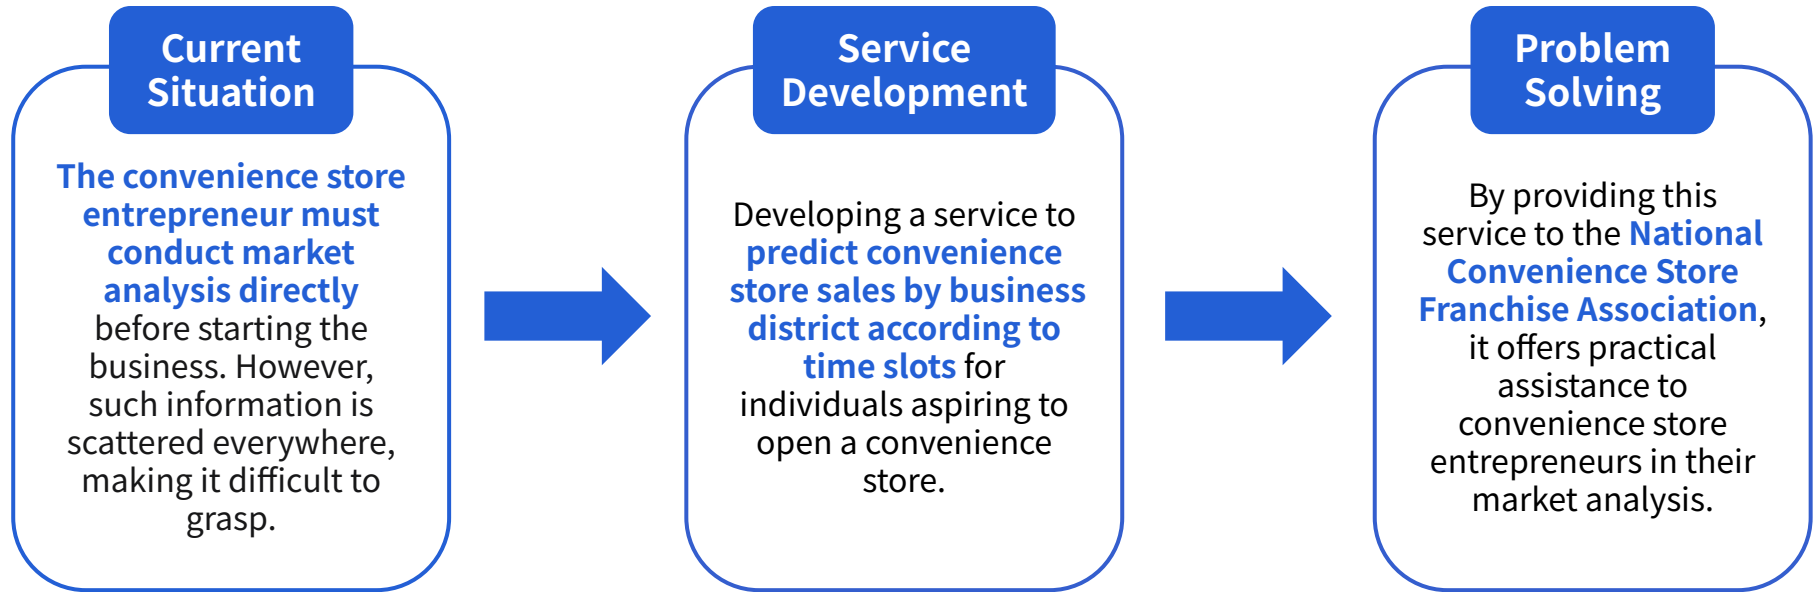 Current
Situation
The convenience store
entrepreneur must
conduct market
analysis directly
before starting the
business. However,
such information is
scattered everywhere,
making it difficult to
grasp.
Service
Development
Developing a service to
predict convenience
store sales by business
district according to
time slots for
individuals aspiring to
open a convenience
store.
Problem
Solving
By providing this
service to the National
Convenience Store
Franchise Association,
it offers practical
assistance to
convenience store
entrepreneurs in their
market analysis.